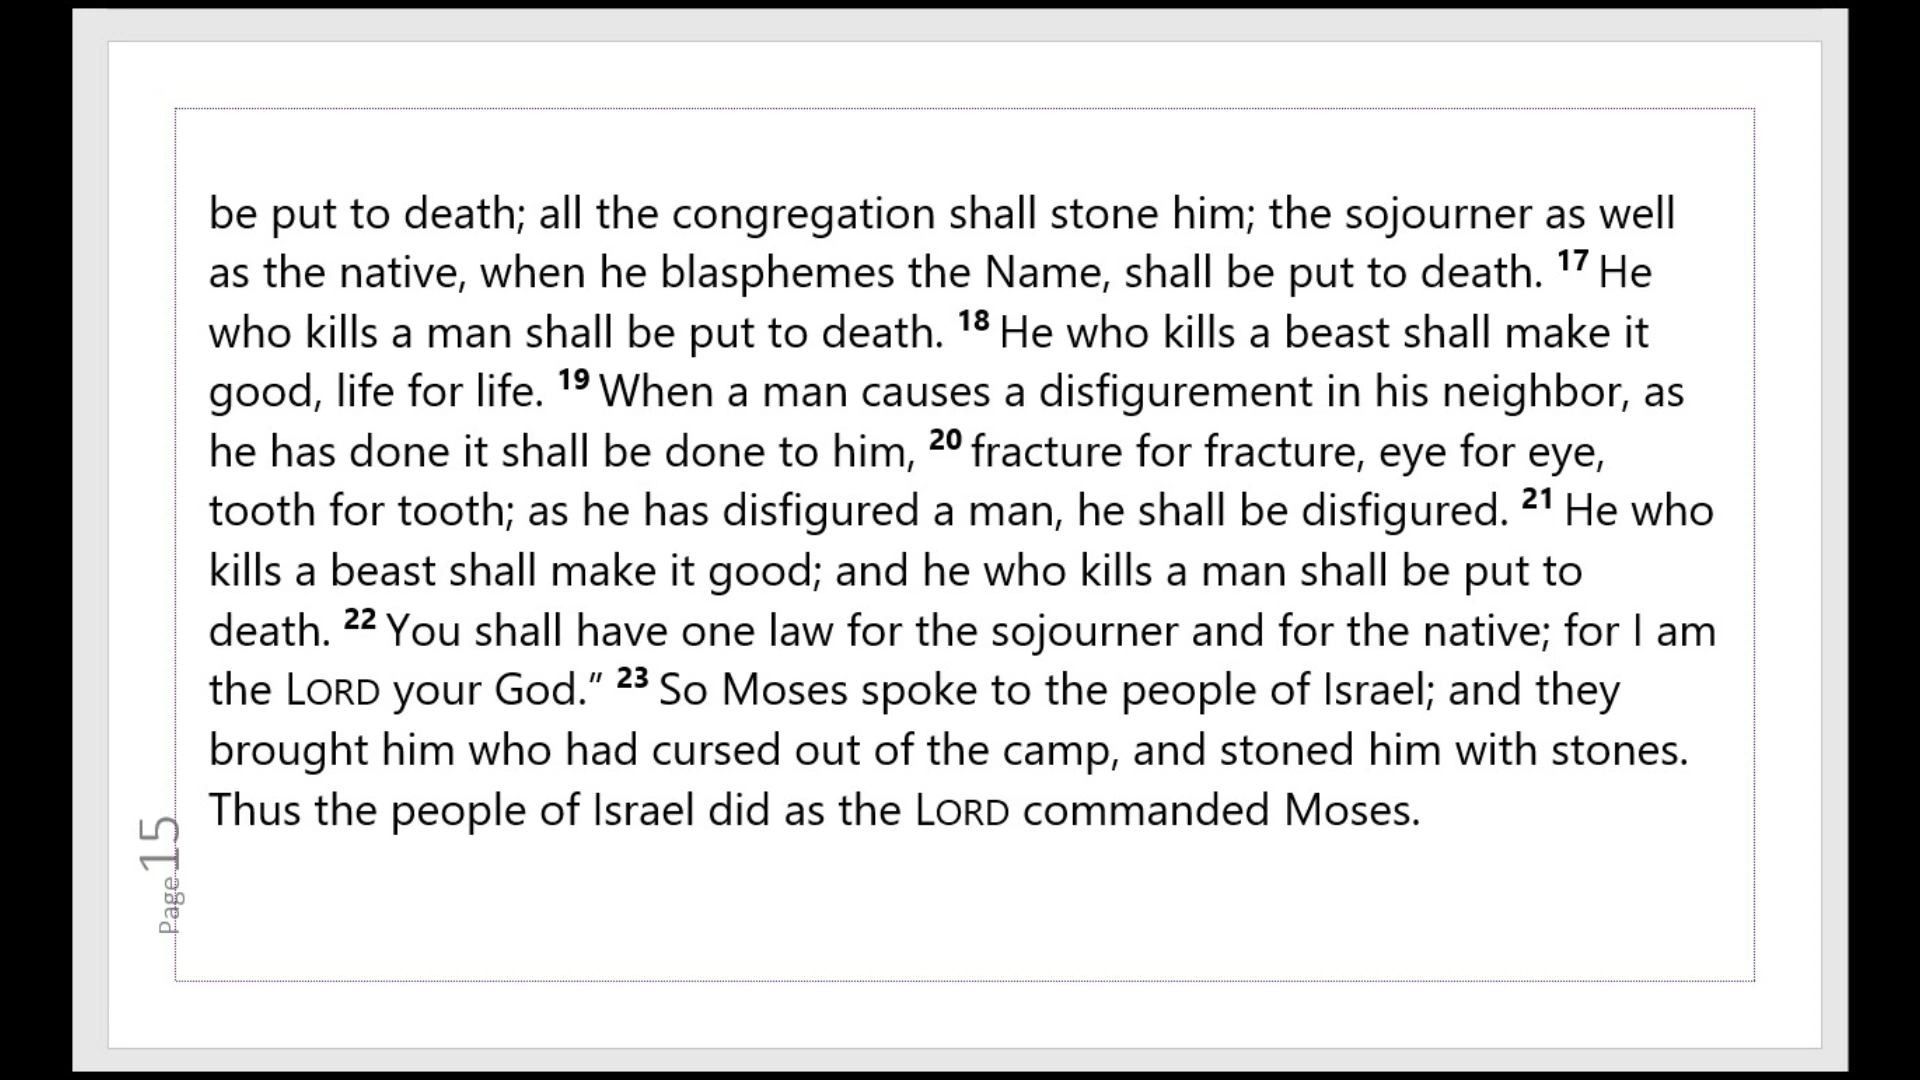 be put to death; all the congregation shall stone him; the sojourner as well
as the native, when he blasphemes the Name, shall be put to death. 17 He
who kills a man shall be put to death. 18 He who kills a beast shall make it
good, life for life. 19 When a man causes a disfigurement in his neighbor, as
he has done it shall be done to him, 20 fracture for fracture, eye for eye,
tooth for tooth; as he has disfigured a man, he shall be disfigured. 21 He who
kills a beast shall make it good; and he who kills a man shall be put to
death. 22 You shall have one law for the sojourner and for the native; for I am
the LORD your God.” 23 So Moses spoke to the people of Israel; and they
brought him who had cursed out of the camp, and stoned him with stones.
Thus the people of Israel did as the LORD commanded Moses.
Page 15